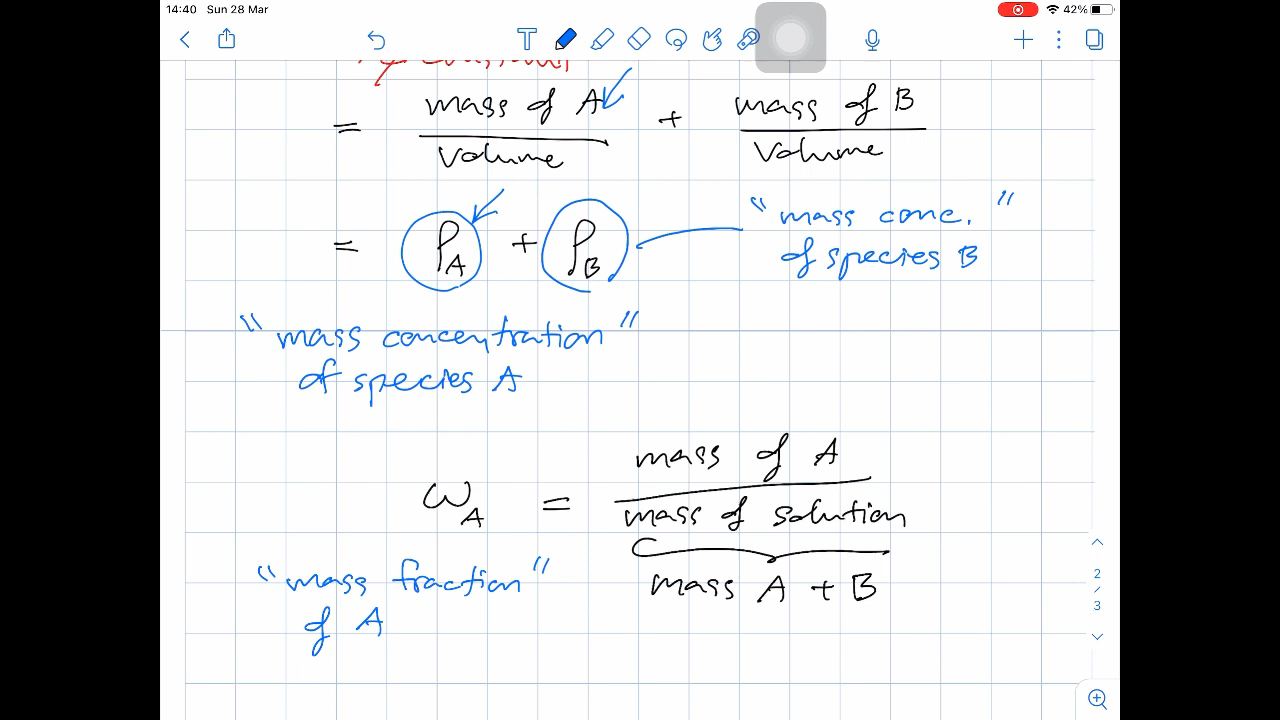 14:40 Sun 28 Mar 42%
= mass of A / volume + mass of B / volume
= ρA + ρB
"mass conc."
of species B
"mass concentration"
of species A
ωA = mass of A / mass of solution
mass A + B
"mass fraction"
of A
2
3